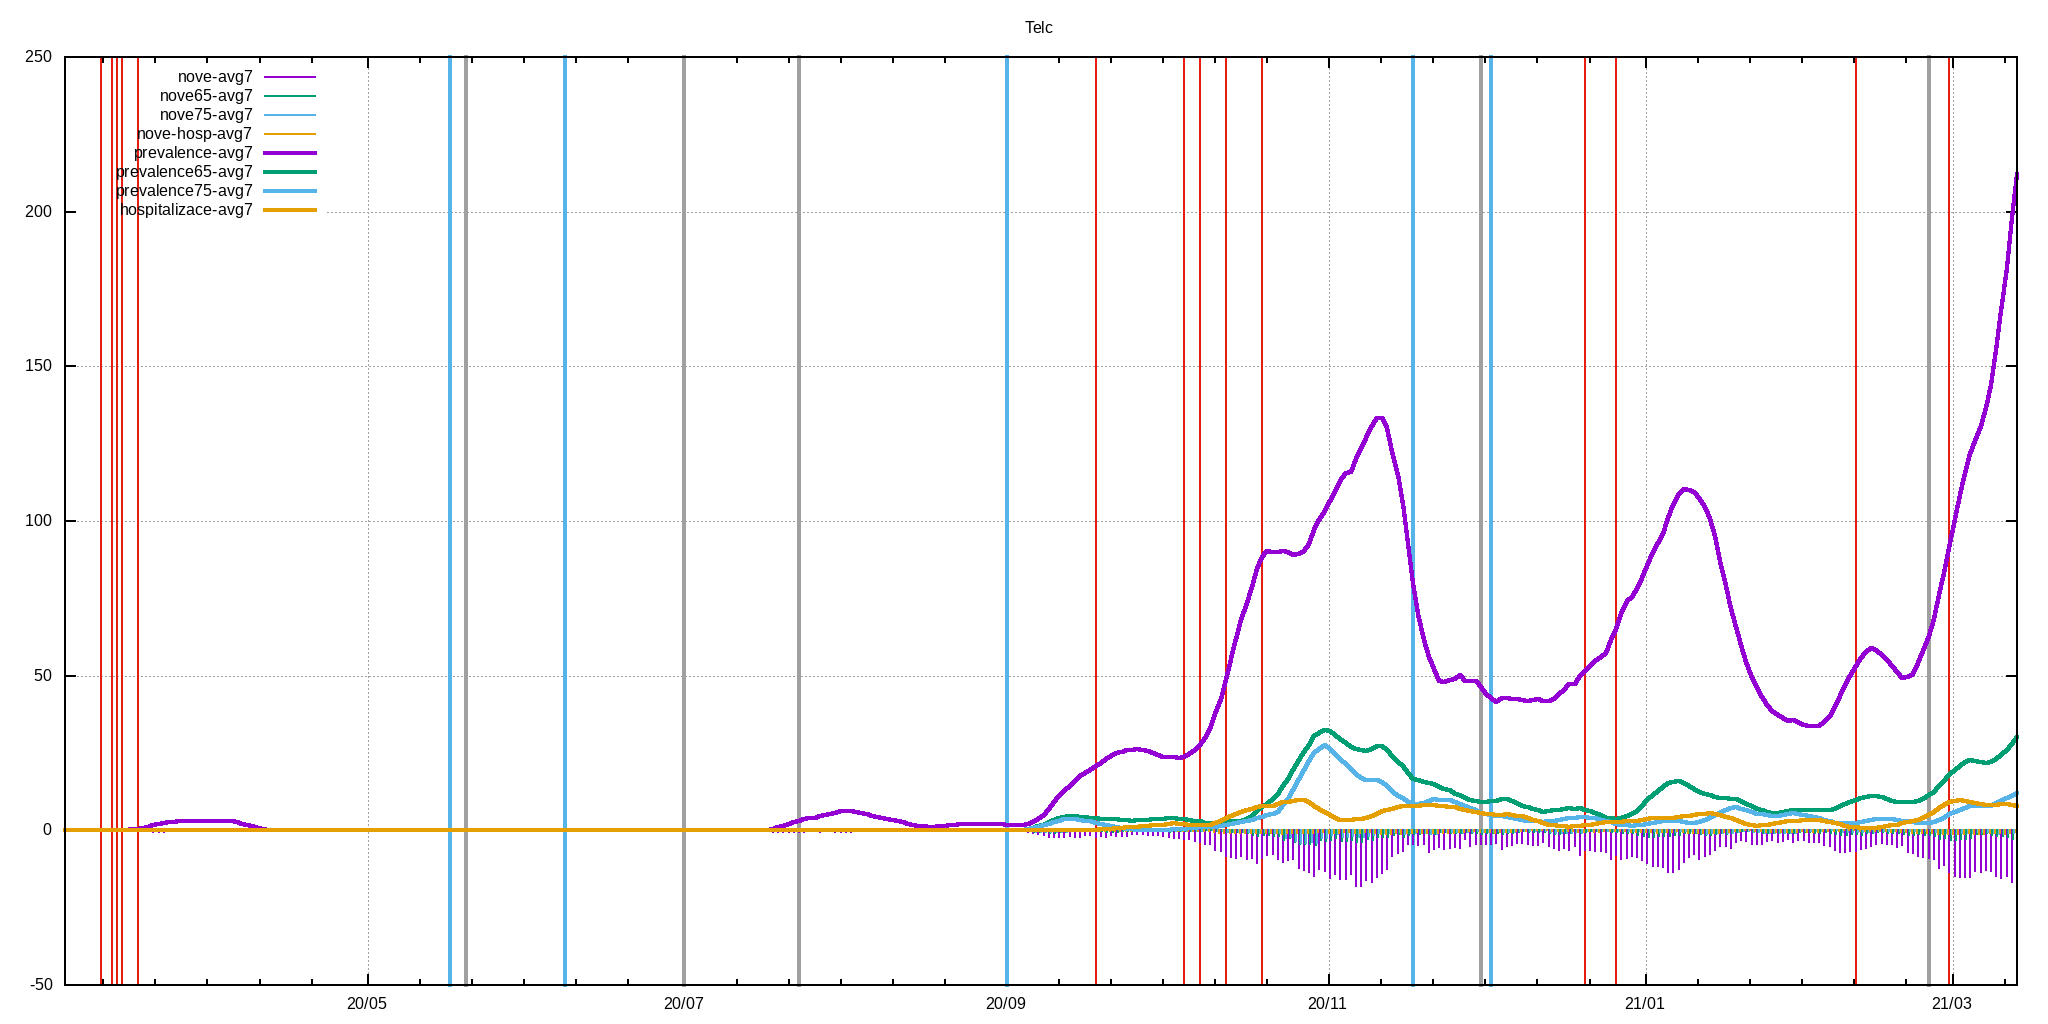 Telc
250
200
150
100
50
0
-50
nove-avg7
nove65-avg7
nove75-avg7
nove-hosp-avg7
prevalence-avg7
prevalence65-avg7
prevalence75-avg7
hospitalizace-avg7
20/05 20/07 20/09 20/11 21/01 21/03